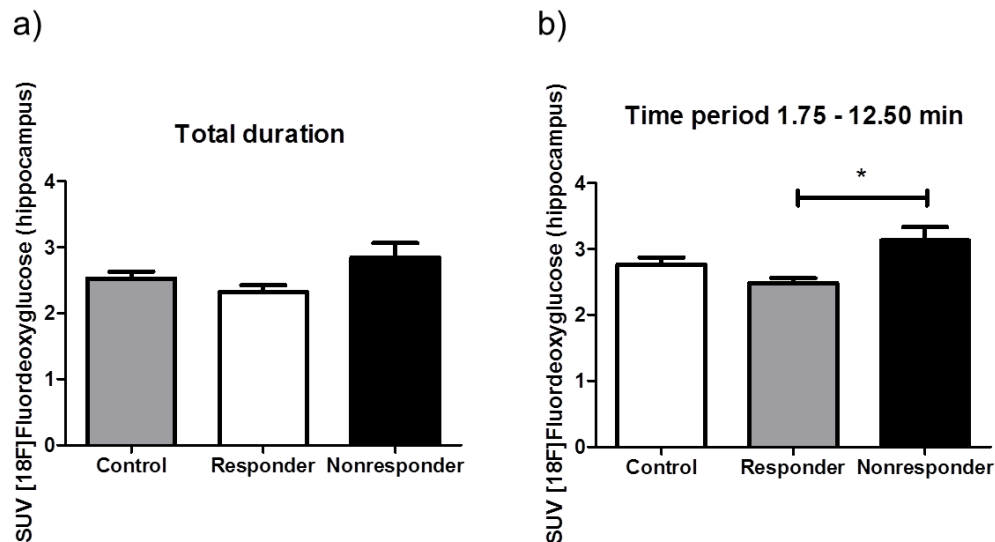 a)
SUV [18F]Fluordeoxyglucose (hippocampus)
Total duration
4
3
2
1
0
Control Responder Nonresponder
b)
SUV [18F]Fluordeoxyglucose (hippocampus)
Time period 1.75 - 12.50 min
*
4
3
2
1
0
Control Responder Nonresponder